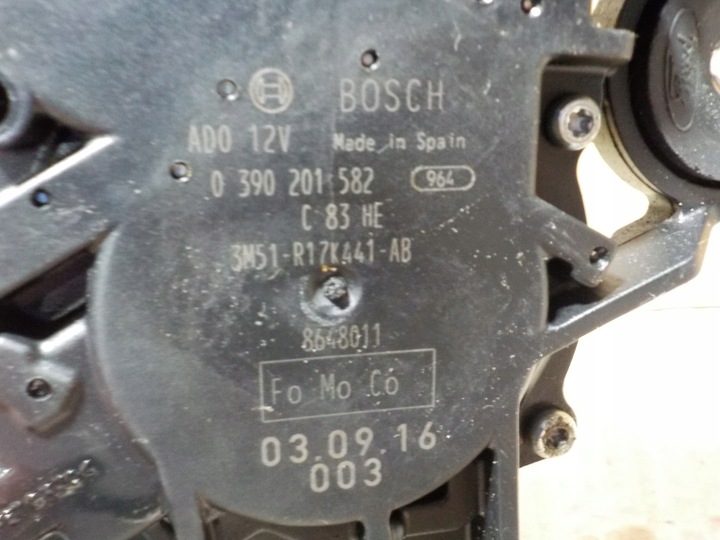 BOSCH
ADO 12V Made in Spain
0 390 201 582 964
C 83 HE
3M51-R17K441-AB
8648011
Fo Mo Co
03.09.16
003